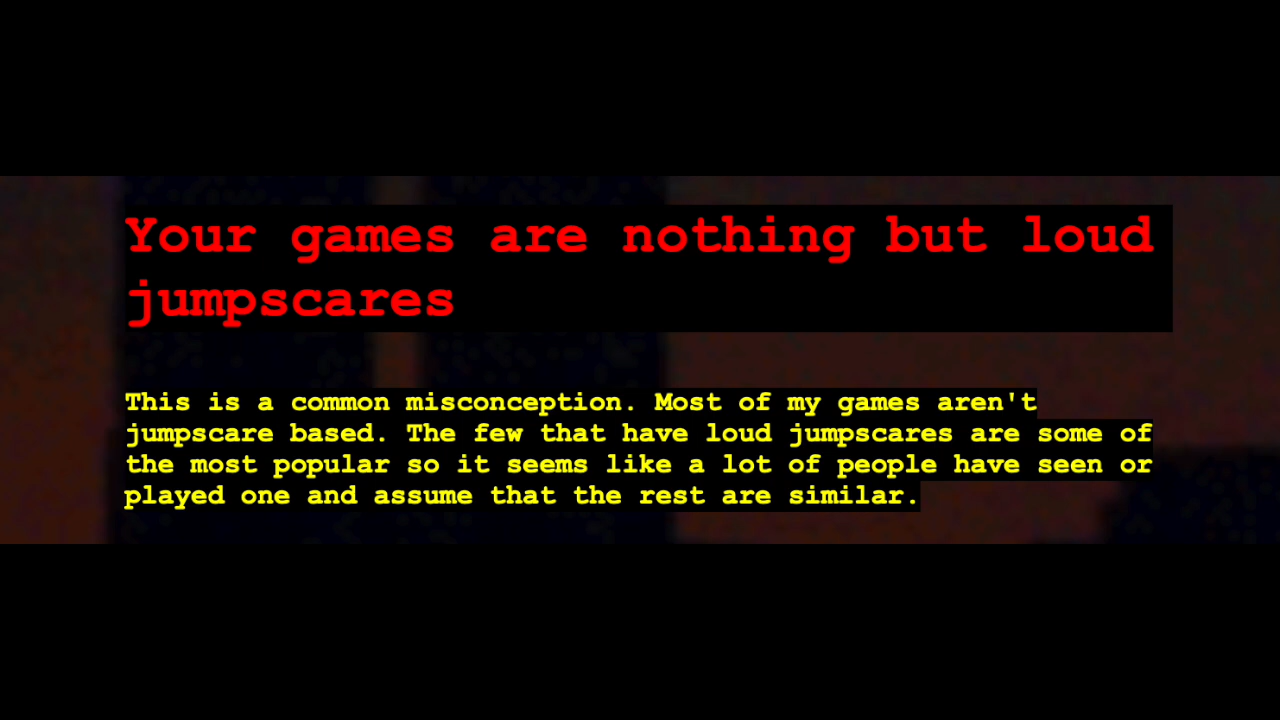 Your games are nothing but loud
jumpscares
This is a common misconception. Most of my games aren't
jumpscare based. The few that have loud jumpscares are some of
the most popular so it seems like a lot of people have seen or
played one and assume that the rest are similar.